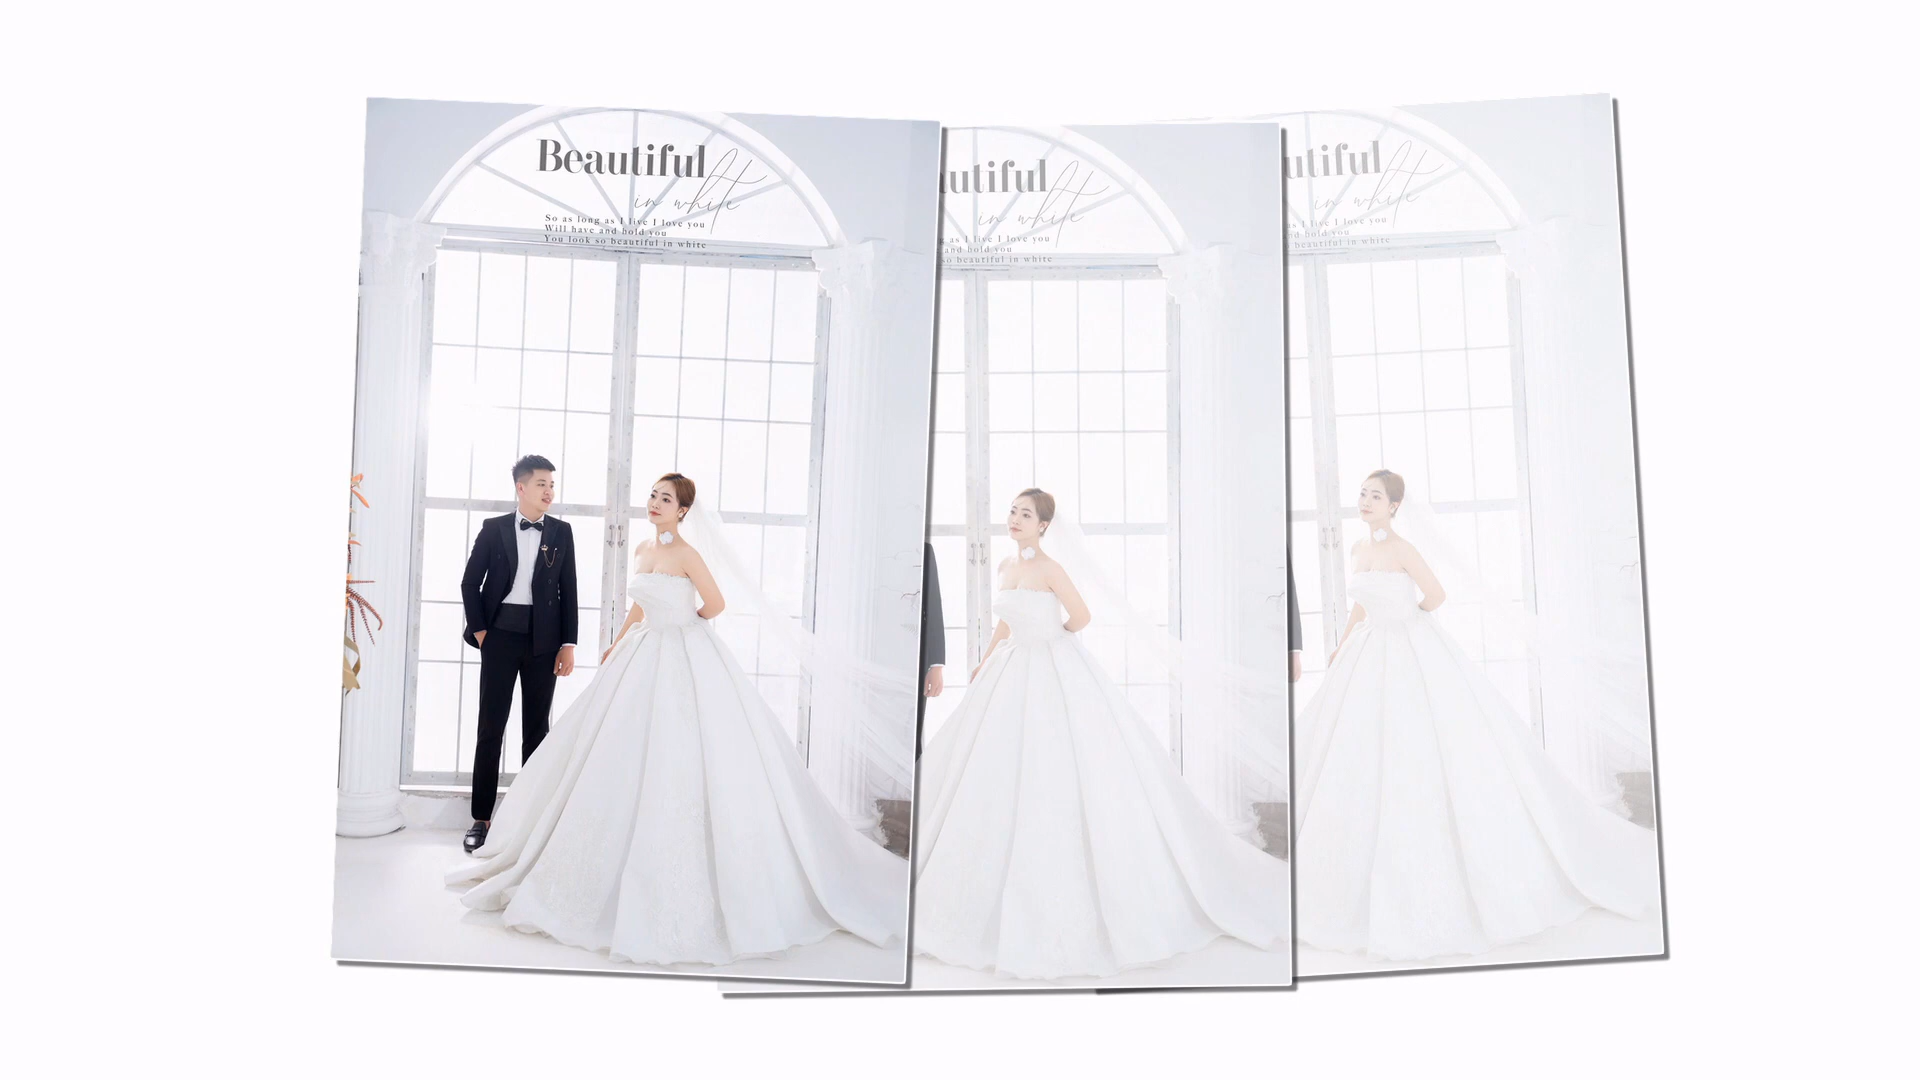 Beautiful
in white
So as long as I live I love you
Will have and hold you
You look so beautiful in white
utiful
in white
as I live I love you
and hold you
so beautiful in white
utiful
in white
as I live I love you
and hold you
beautiful in white